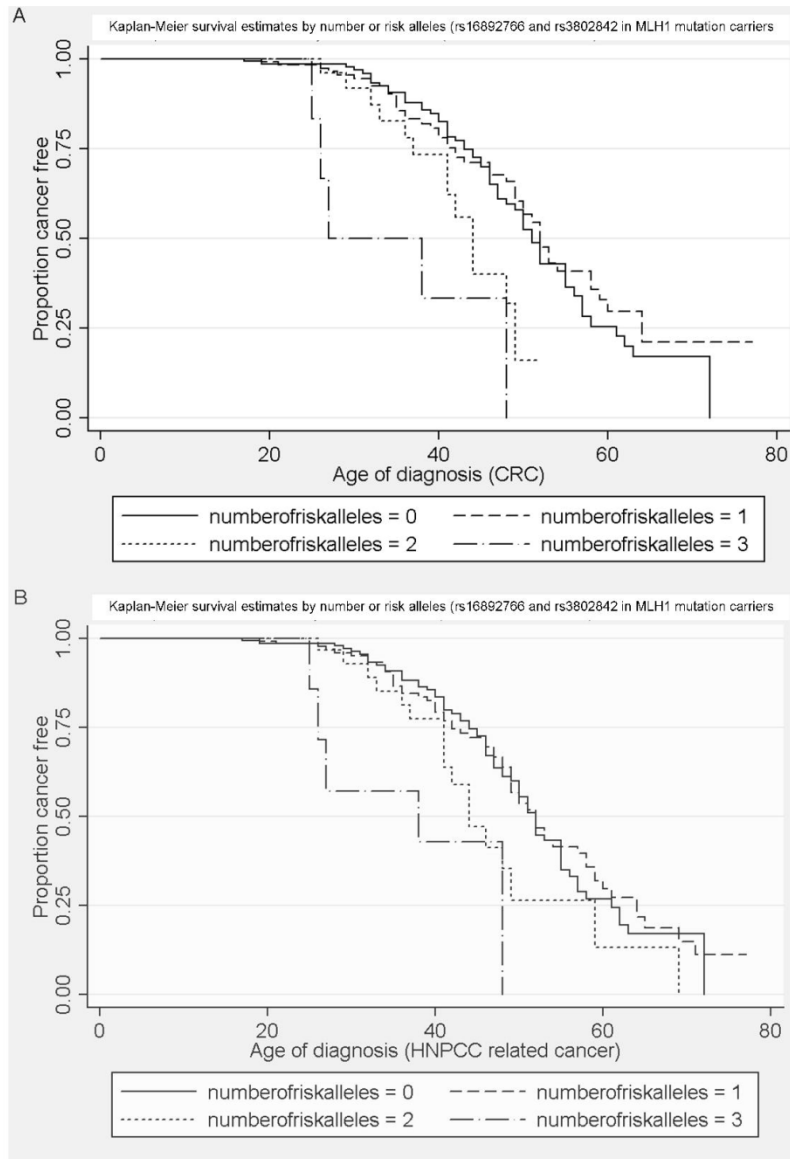 A
Kaplan-Meier survival estimates by number or risk alleles (rs16892766 and rs3802842 in MLH1 mutation carriers
Proportion cancer free
1.00
0.75
0.50
0.25
0.00
0 20 40 60 80
Age of diagnosis (CRC)
numberofriskalleles = 0 numberofriskalleles = 1
numberofriskalleles = 2 numberofriskalleles = 3
B
Kaplan-Meier survival estimates by number or risk alleles (rs16892766 and rs3802842 in MLH1 mutation carriers
Proportion cancer free
1.00
0.75
0.50
0.25
0.00
0 20 40 60 80
Age of diagnosis (HNPCC related cancer)
numberofriskalleles = 0 numberofriskalleles = 1
numberofriskalleles = 2 numberofriskalleles = 3